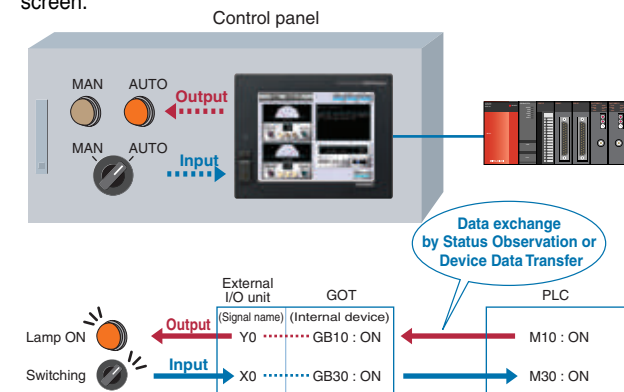 screen.
Control panel
MAN AUTO
Output
MAN AUTO
Input
Data exchange
by Status Observation or
Device Data Transfer
External
I/O unit GOT PLC
(Signal name) (Internal device)
Lamp ON Output Y0 GB10 : ON M10 : ON
Switching Input X0 GB30 : ON M30 : ON